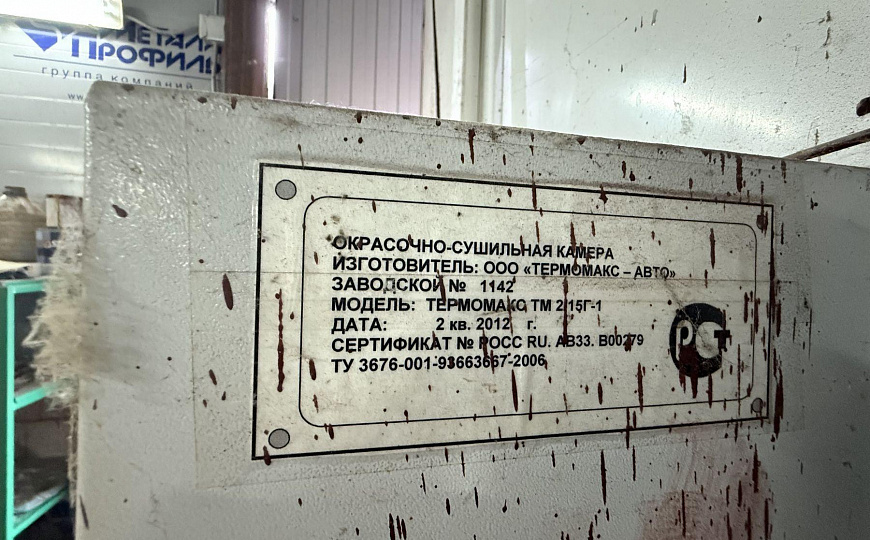 МЕТАЛЛ
ПРОФИЛЬ
группа компаний
ОКРАСОЧНО-СУШИЛЬНАЯ КАМЕРА
ИЗГОТОВИТЕЛЬ: ООО «ТЕРМОМАКС – АВТО»
ЗАВОДСКОЙ № 1142
МОДЕЛЬ: ТЕРМОМАКС ТМ 2 15Г-1
ДАТА: 2 кв. 2012 г.
СЕРТИФИКАТ № РОСС RU. АВ33. В00279
ТУ 3676-001-93663667-2006
РСТ